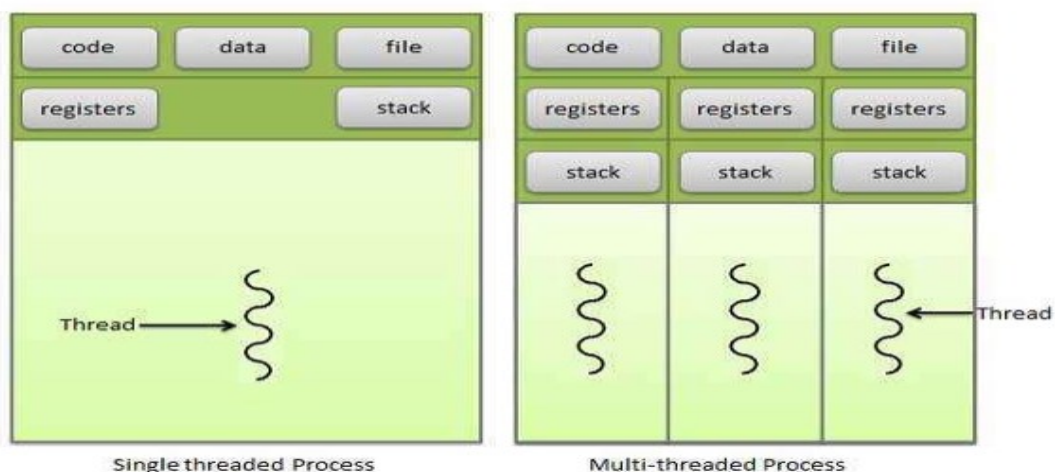 code data file
registers stack
Thread
Single threaded Process
code data file
registers registers registers
stack stack stack
Thread
Multi-threaded Process